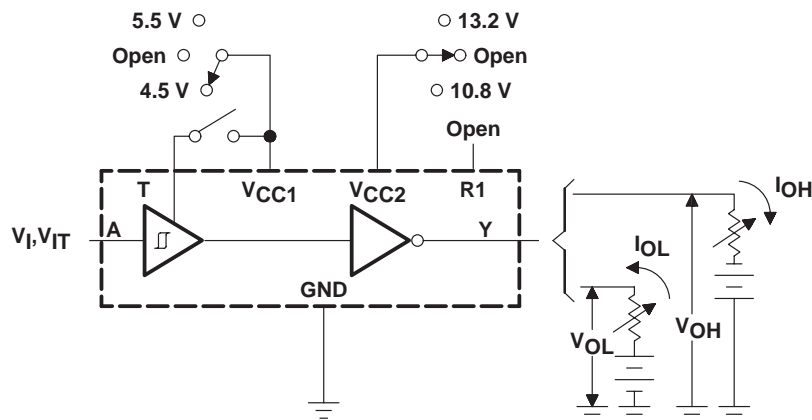 5.5 V
13.2 V
Open
Open
4.5 V
10.8 V
Open
T
VCC1
VCC2
R1
IOH
VI,VIT
A
Y
IOL
GND
VOL
VOH